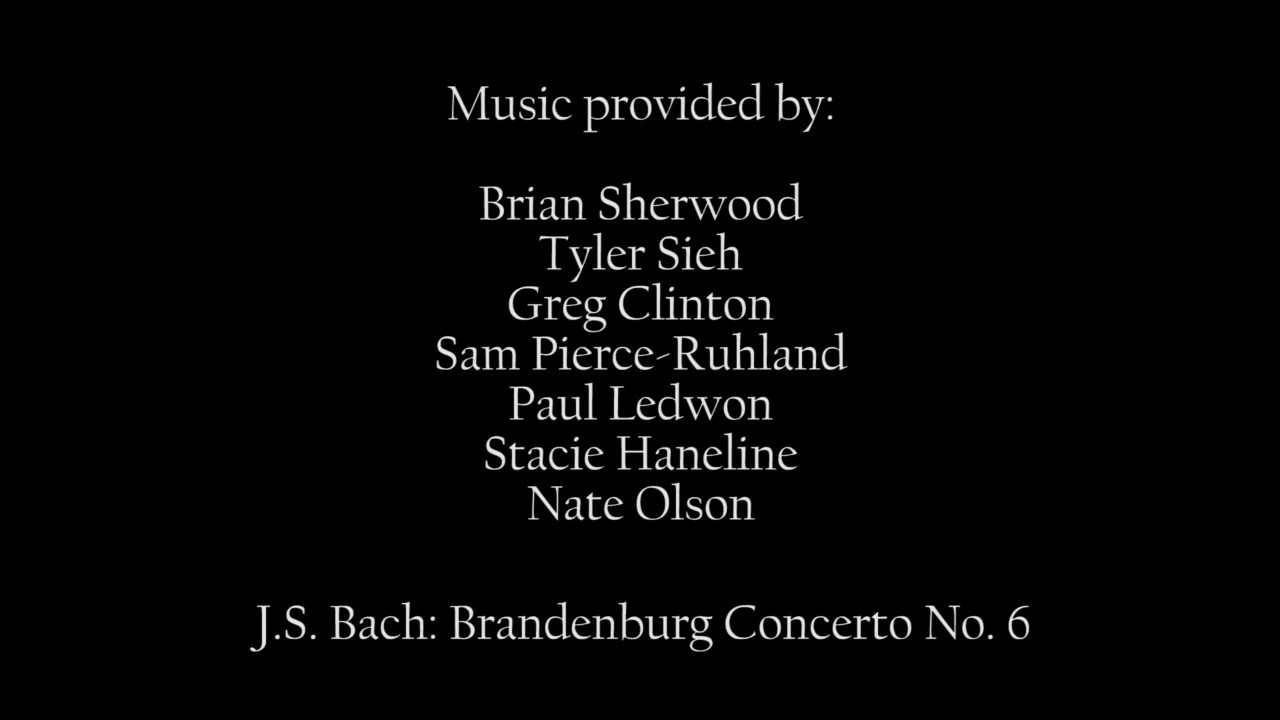 Music provided by:
Brian Sherwood
Tyler Sieh
Greg Clinton
Sam Pierce-Ruhland
Paul Ledwon
Stacie Haneline
Nate Olson
J.S. Bach: Brandenburg Concerto No. 6